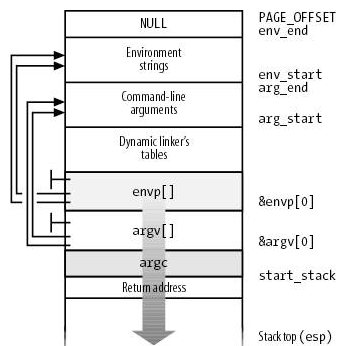 NULL
PAGE_OFFSET
env_end
Environment
strings
env_start
arg_end
Command-line
arguments
arg_start
Dynamic linker's
tables
envp[]
&envp[0]
argv[]
&argv[0]
argc
start_stack
Return address
Stack top (esp)